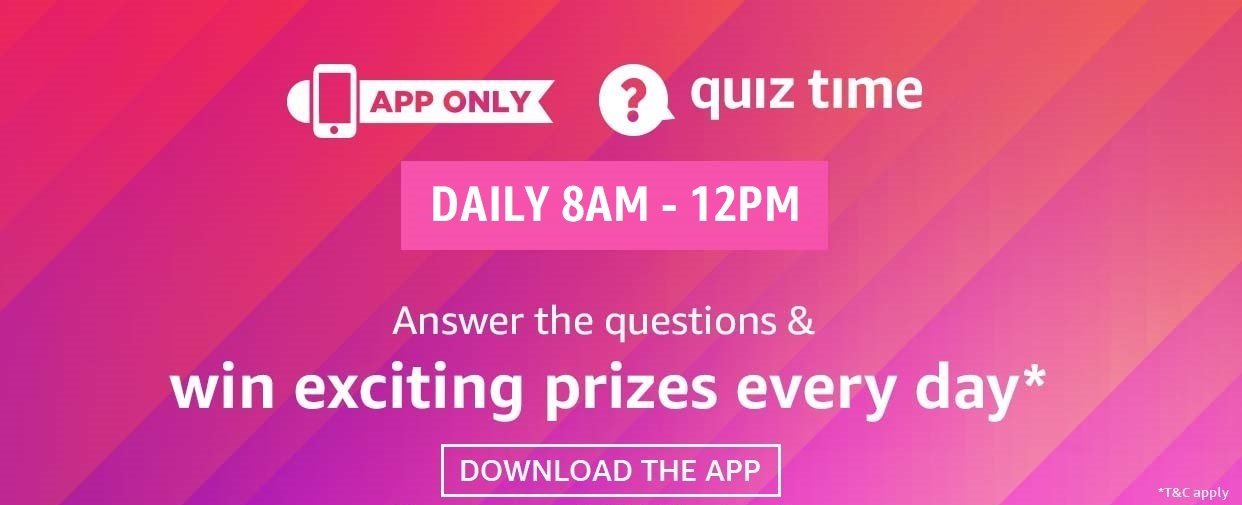 APP ONLY ? quiz time
DAILY 8AM - 12PM
Answer the questions &
win exciting prizes every day*
DOWNLOAD THE APP
*T&C apply